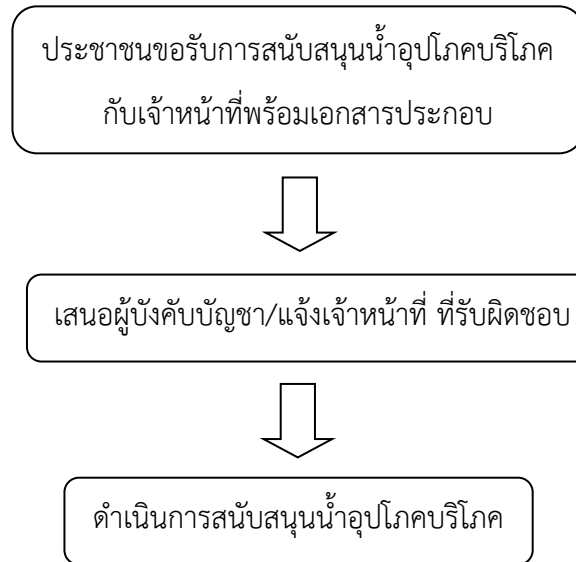 ประชาชนขอรับการสนับสนุนน้ำอุปโภคบริโภค
กับเจ้าหน้าที่พร้อมเอกสารประกอบ
เสนอผู้บังคับบัญชา/แจ้งเจ้าหน้าที่ ที่รับผิดชอบ
ดำเนินการสนับสนุนน้ำอุปโภคบริโภค